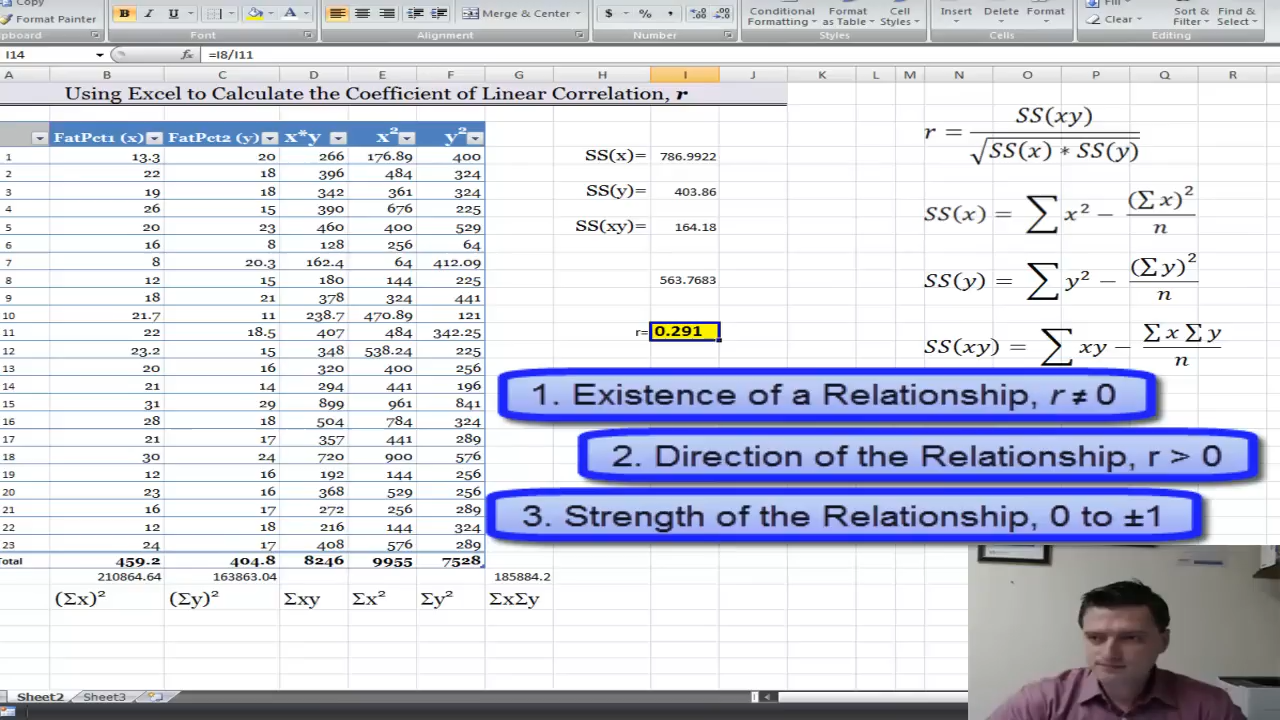 Copy
Format Painter
B I U A
Merge & Center
$ % ,
Conditional Formatting
Format as Table
Cell Styles
Insert Delete Format
Fill
Clear
Sort & Filter
Find & Select
Font Alignment Number Styles Cells Editing
I14 fx =I8/I11
A B C D E F G H I J K L M N O P Q R
Using Excel to Calculate the Coefficient of Linear Correlation, r
FatPct1 (x) FatPct2 (y) x*y x² y²
1 13.3 20 266 176.89 400
2 22 18 396 484 324
3 19 18 342 361 324
4 26 15 390 676 225
5 20 23 460 400 529
6 16 8 128 256 64
7 8 20.3 162.4 64 412.09
8 12 15 180 144 225
9 18 21 378 324 441
10 21.7 11 238.7 470.89 121
11 22 18.5 407 484 342.25
12 23.2 15 348 538.24 225
13 20 16 320 400 256
14 21 14 294 441 196
15 31 29 899 961 841
16 28 18 504 784 324
17 21 17 357 441 289
18 30 24 720 900 576
19 12 16 192 144 256
20 23 16 368 529 256
21 16 17 272 256 289
22 12 18 216 144 324
23 24 17 408 576 289
Total 459.2 404.8 8246 9955 7528
210864.64 163863.04 185884.2
(Σx)² (Σy)² Σxy Σx² Σy² ΣxΣy
SS(x)= 786.9922
SS(y)= 403.86
SS(xy)= 164.18
563.7683
r= 0.291
r = SS(xy) / √SS(x) * SS(y)
SS(x) = ∑ x² − (∑ x)² / n
SS(y) = ∑ y² − (∑ y)² / n
SS(xy) = ∑ xy − ∑ x ∑ y / n
1. Existence of a Relationship, r ≠ 0
2. Direction of the Relationship, r > 0
3. Strength of the Relationship, 0 to ±1
Sheet2 Sheet3